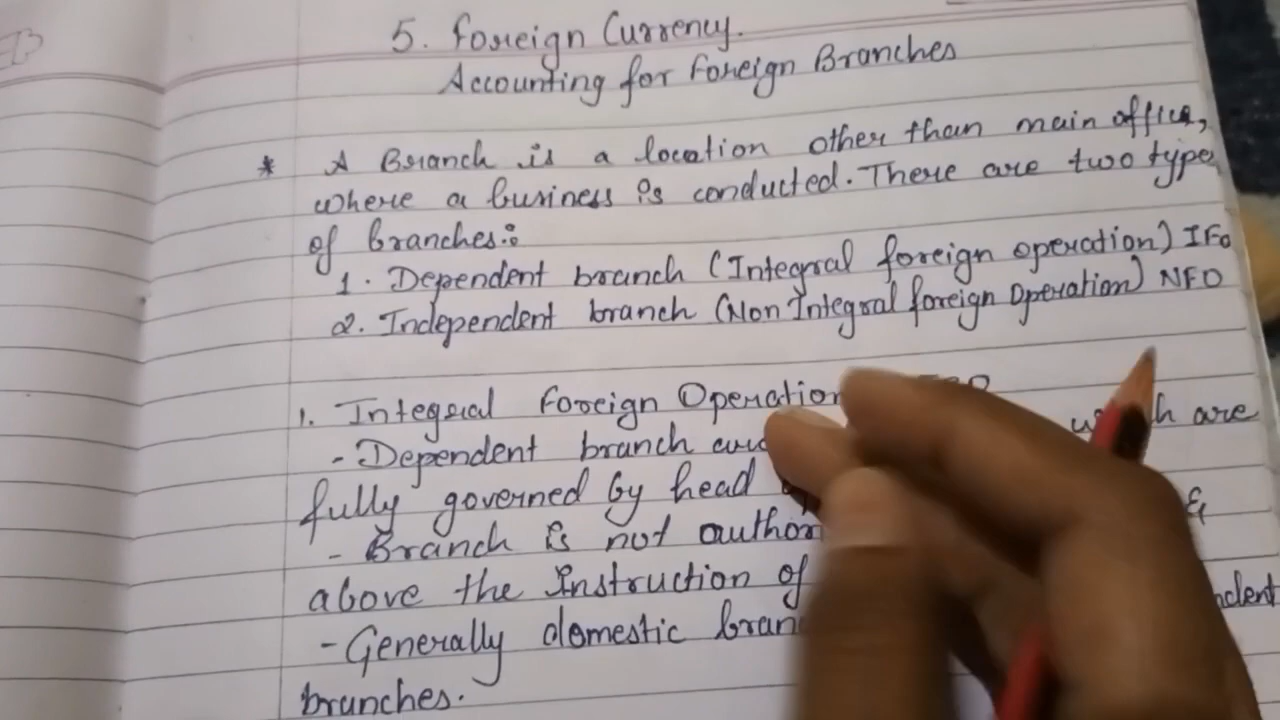 5. Foreign Currency.
Accounting for Foreign Branches
* A Branch is a location other than main office,
where a business is conducted. There are two type
of branches:
1. Dependent branch (Integral foreign operation) IFO
2. Independent branch (Non Integral foreign Operation) NFO
1. Integral Foreign Operation
- Dependent branch are
fully governed by head &
- Branch is not
above the Instruction of
- Generally domestic
branches.